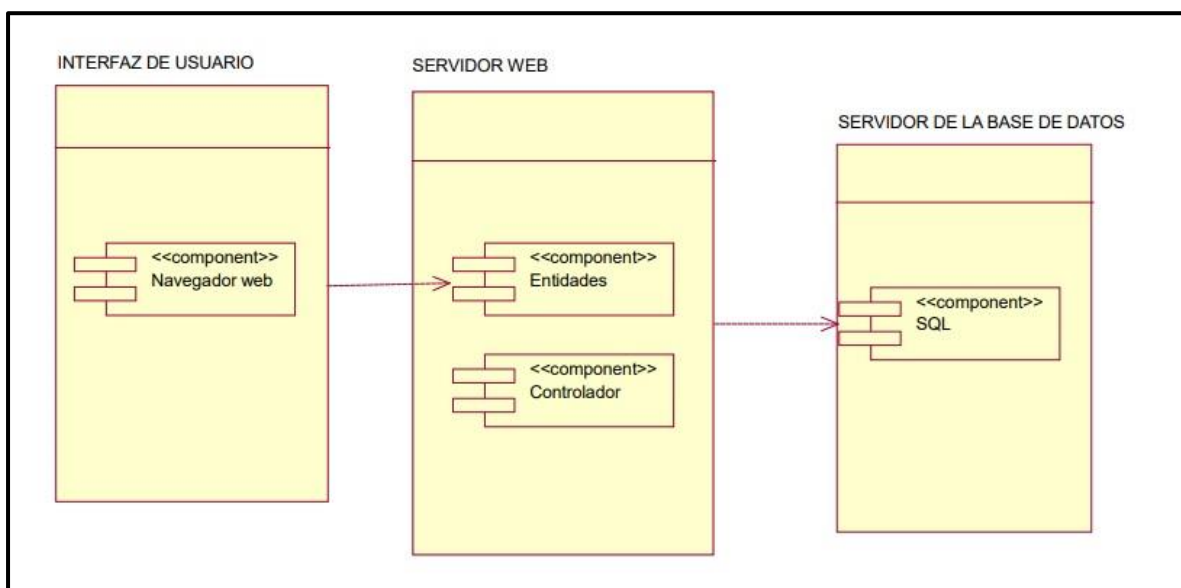 INTERFAZ DE USUARIO
<<component>>
Navegador web
SERVIDOR WEB
<<component>>
Entidades
<<component>>
Controlador
SERVIDOR DE LA BASE DE DATOS
<<component>>
SQL